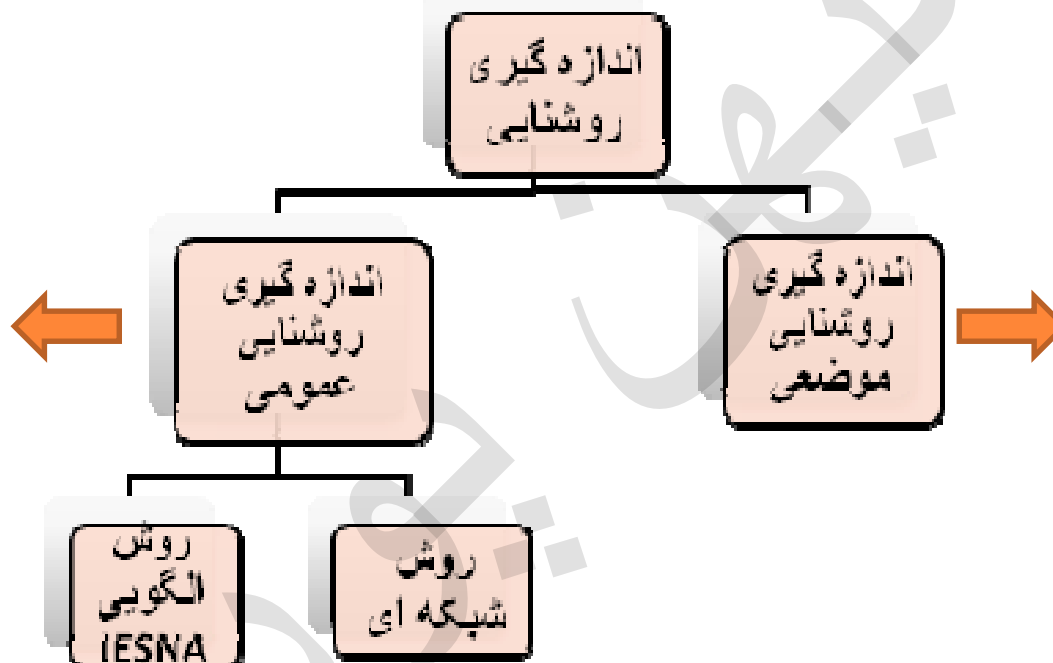 اندازه گیری
روشنایی
اندازه گیری
روشنایی
موضعی
اندازه گیری
روشنایی
عمومی
روش
شبکه ای
روش
الگویی
IESNA